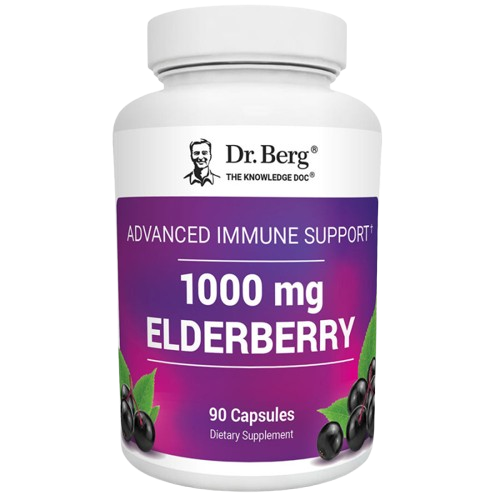 Dr. Berg®
THE KNOWLEDGE DOC®
ADVANCED IMMUNE SUPPORT†
1000 mg
ELDERBERRY
90 Capsules
Dietary Supplement